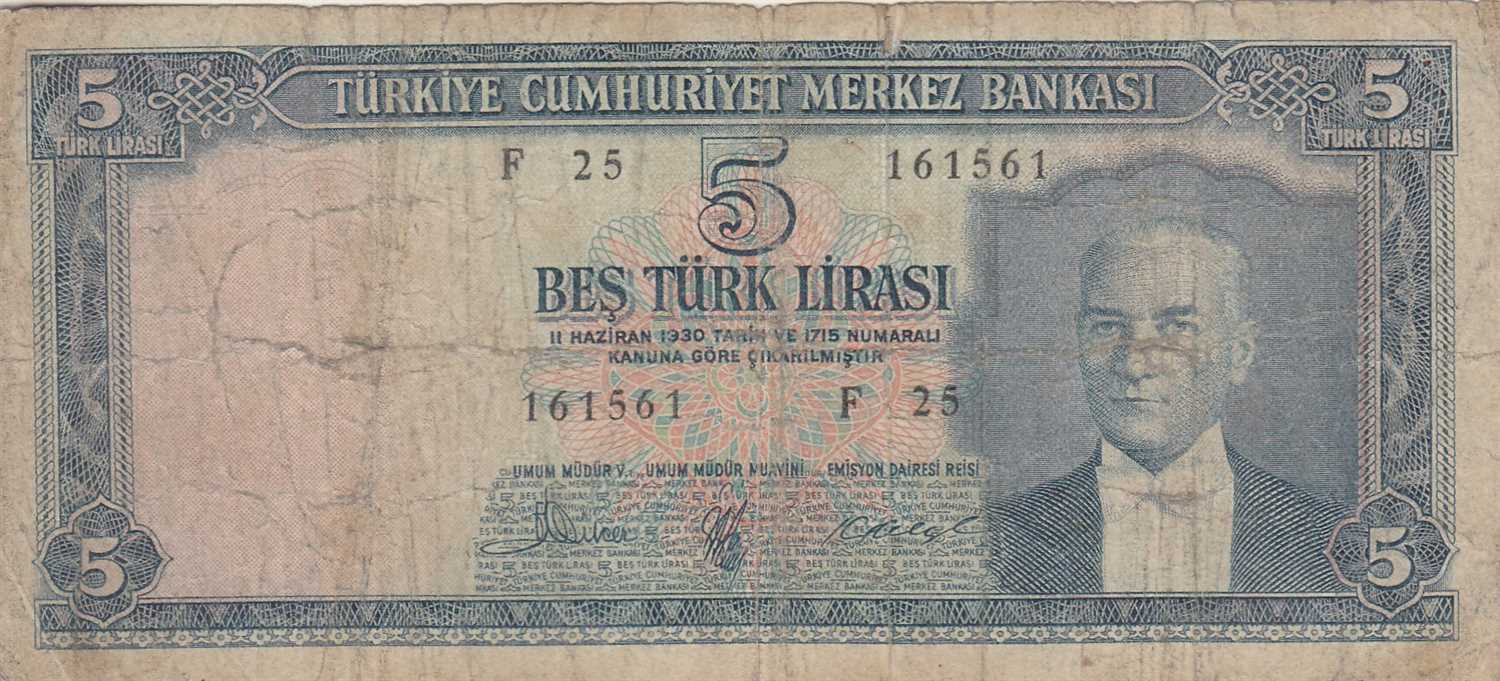 5 TÜRKİYE CUMHURİYET MERKEZ BANKASI 5
TÜRK LİRASI TÜRK LİRASI
F 25 5 161561
BEŞ TÜRK LİRASI
11 HAZİRAN 1930 TARİH VE 1715 NUMARALI
KANUNA GÖRE ÇIKARILMIŞTIR
161561 F 25
UMUM MÜDÜR V. UMUM MÜDÜR MUAVİNİ EMİSYON DAİRESİ REİSİ
5 5